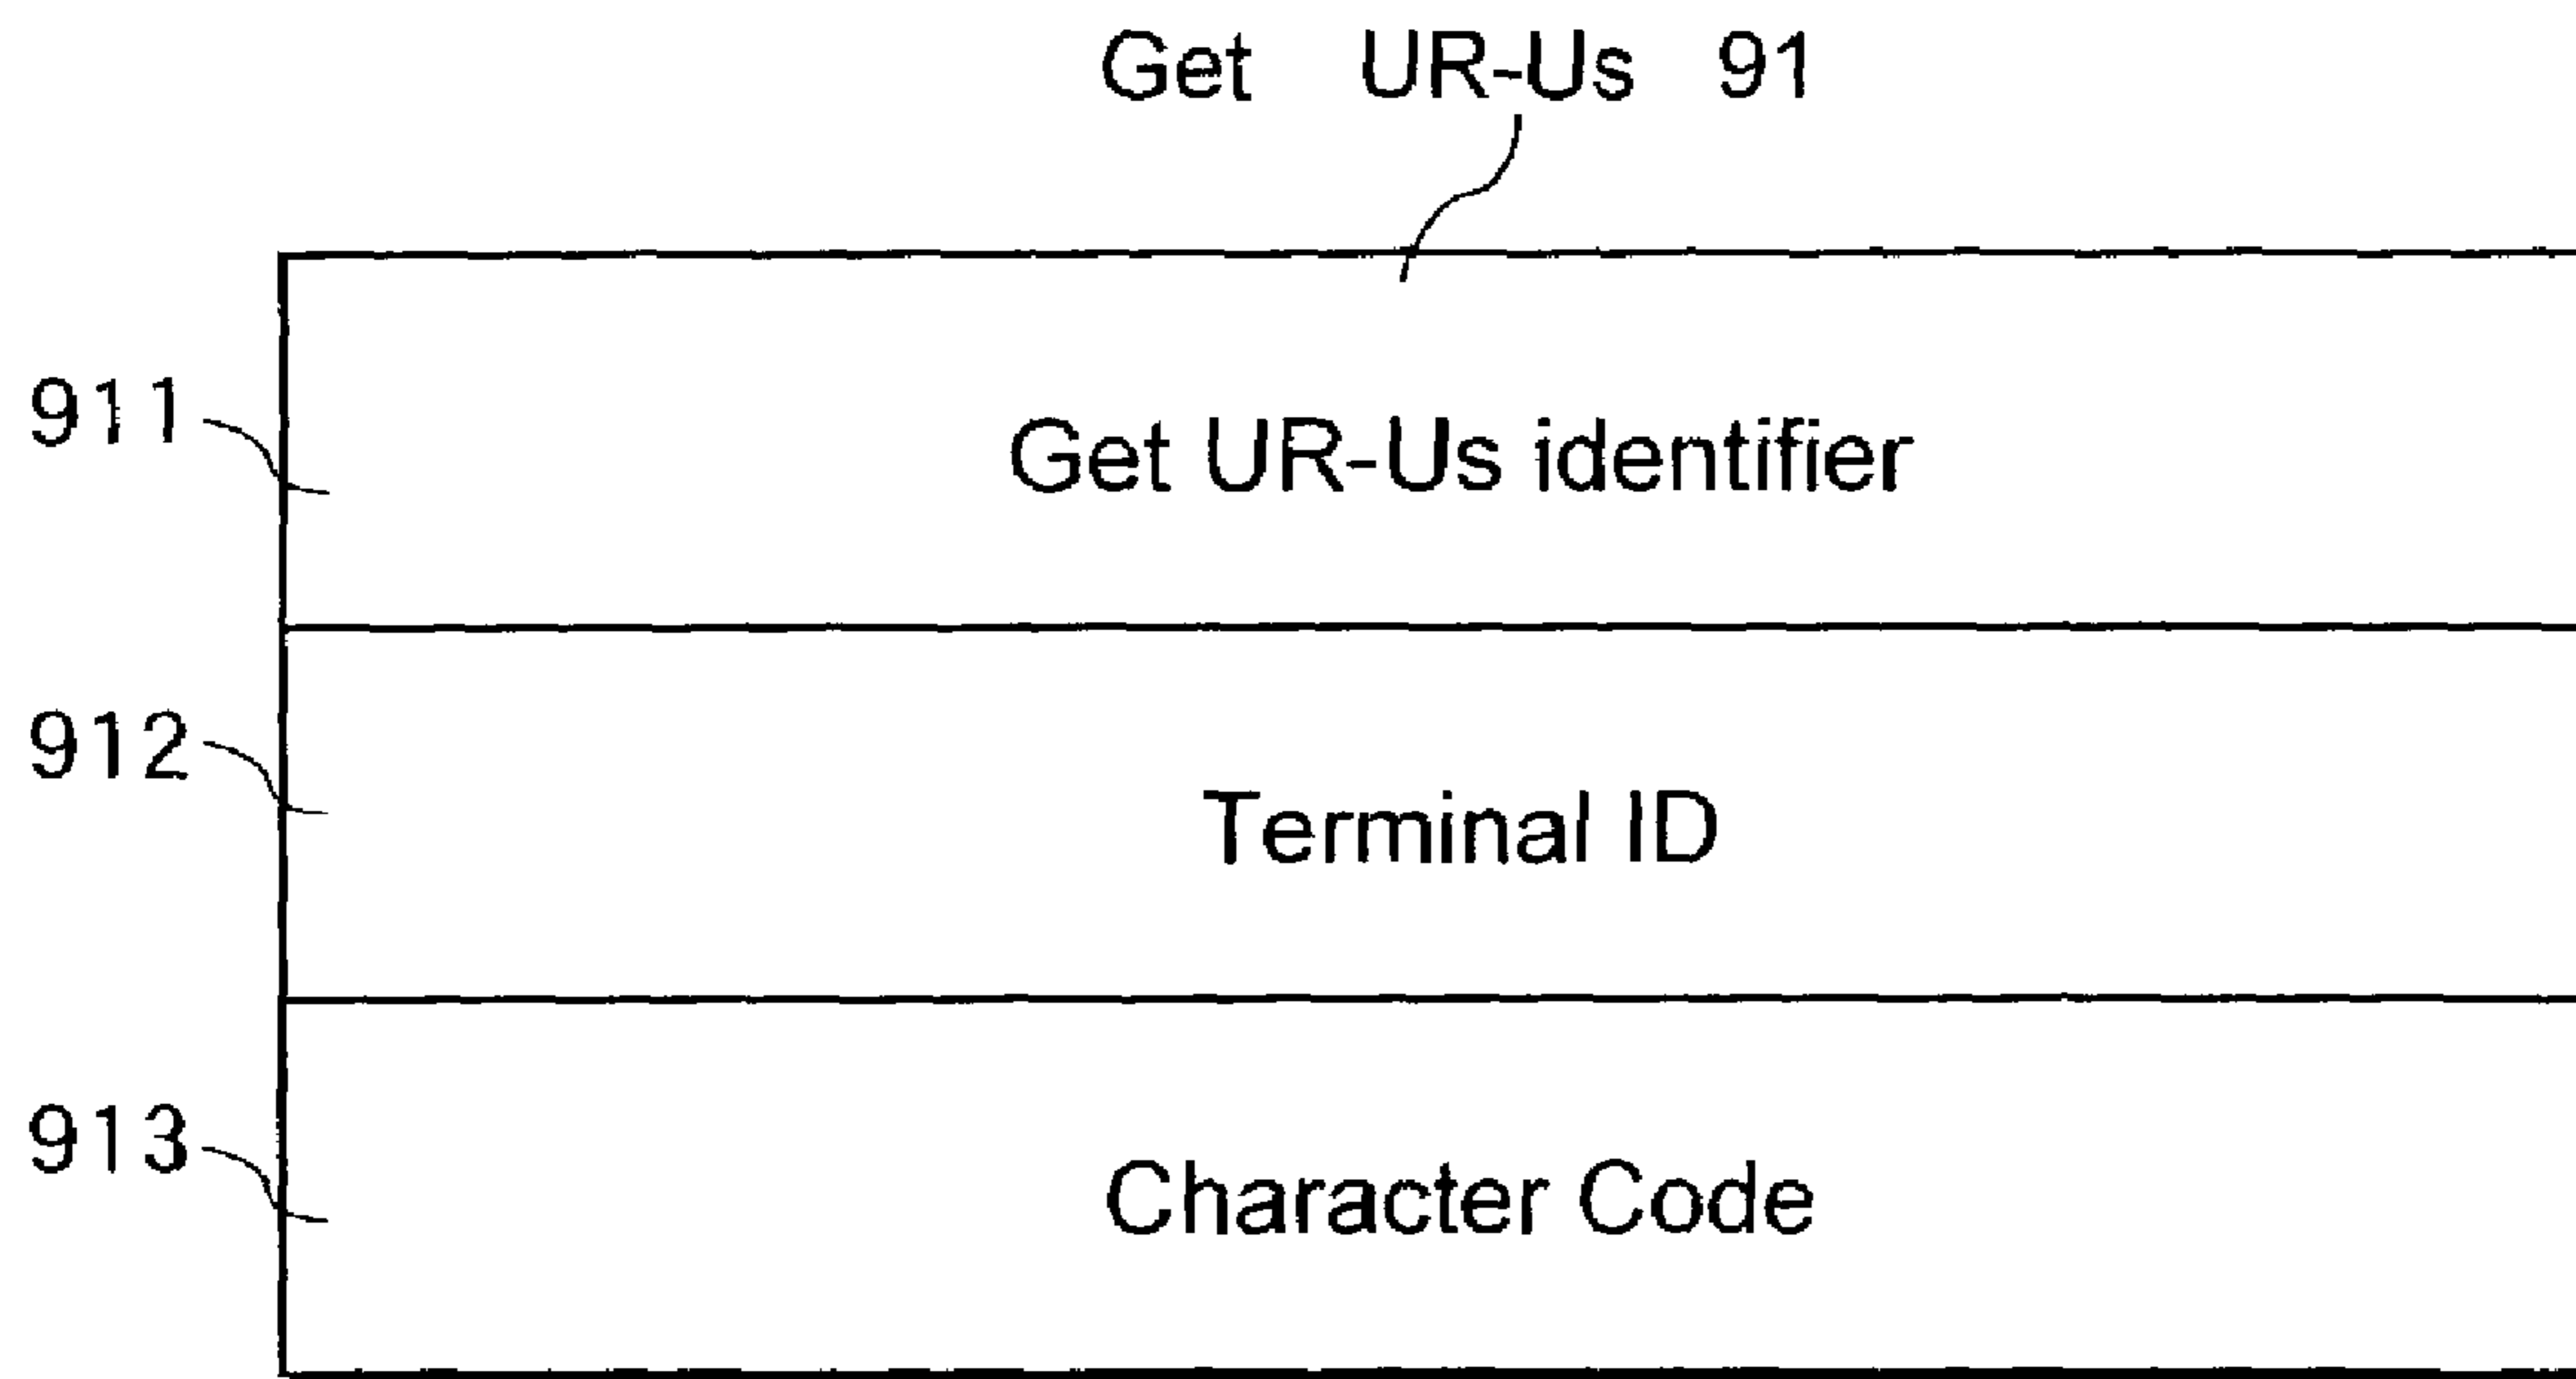 Get UR-Us 91
911
Get UR-Us identifier
912
Terminal ID
913
Character Code